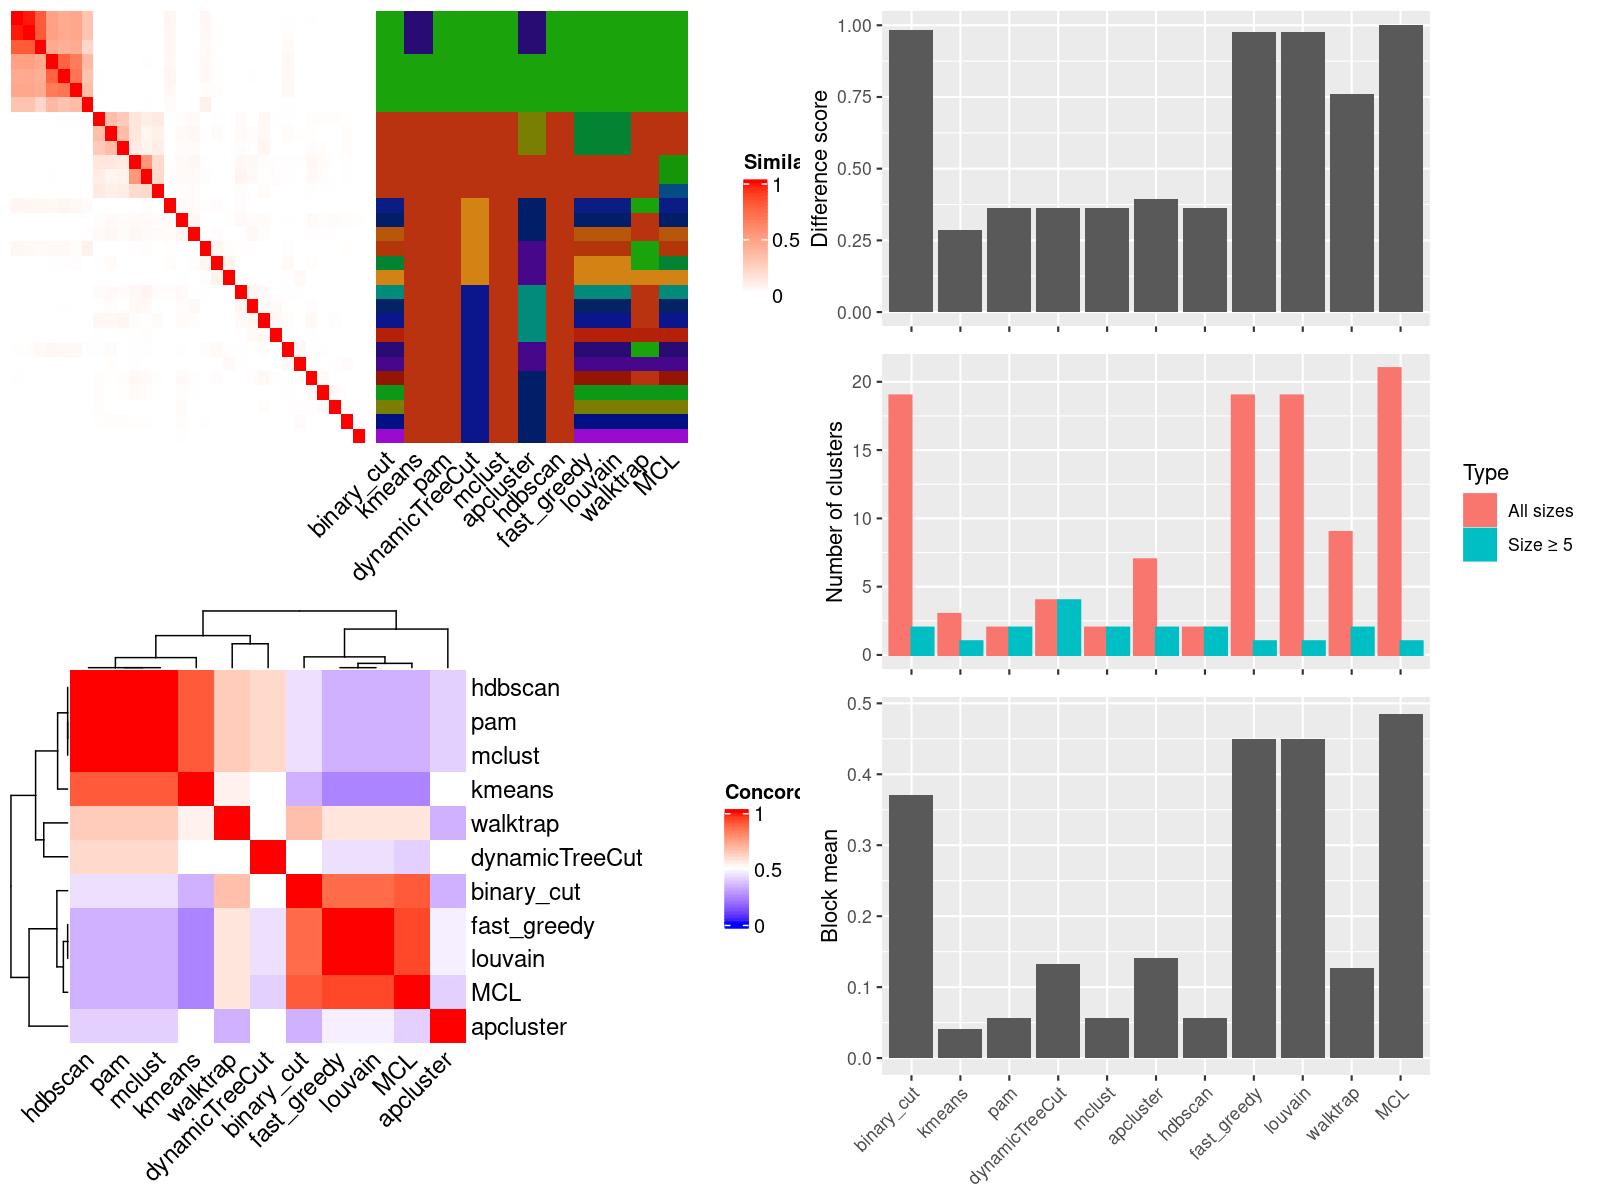 Simila
1
0.5
0
binary_cut
kmeans
pam
dynamicTreeCut
mclust
apcluster
hdbscan
fast_greedy
louvain
walktrap
MCL
hdbscan
pam
mclust
kmeans
walktrap
dynamicTreeCut
binary_cut
fast_greedy
louvain
MCL
apcluster
hdbscan
pam
mclust
kmeans
walktrap
dynamicTreeCut
binary_cut
fast_greedy
louvain
MCL
apcluster
Concord
1
0.5
0
Difference score
1.00
0.75
0.50
0.25
0.00
Number of clusters
20
15
10
5
0
Type
All sizes
Size ≥ 5
Block mean
0.5
0.4
0.3
0.2
0.1
0.0
binary_cut
kmeans
pam
dynamicTreeCut
mclust
apcluster
hdbscan
fast_greedy
louvain
walktrap
MCL